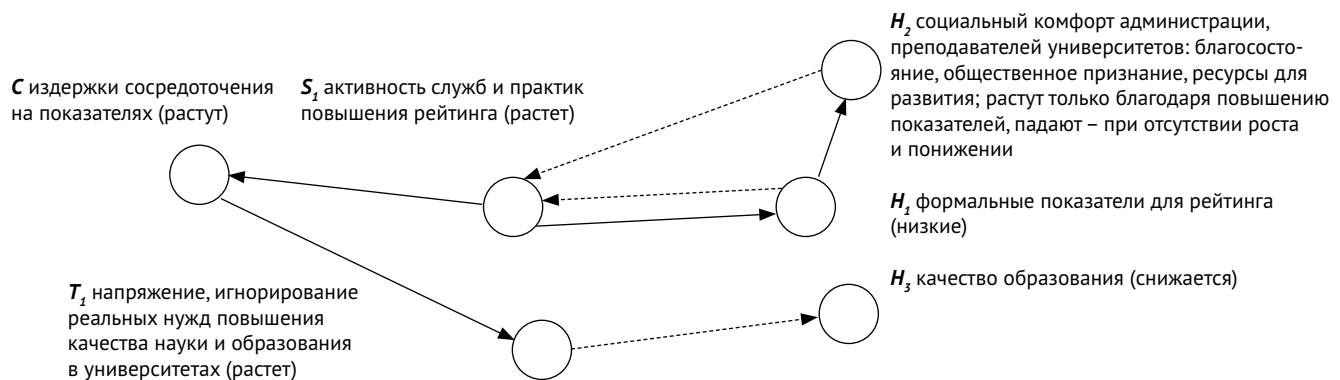 C издержки сосредоточения
на показателях (растут)
S₁ активность служб и практик
повышения рейтинга (растет)
H₂ социальный комфорт администрации,
преподавателей университетов: благосостo-
яние, общественное признание, ресурсы для
развития; растут только благодаря повышению
показателей, падают – при отсутствии роста
и понижении
H₁ формальные показатели для рейтинга
(низкие)
H₃ качество образования (снижается)
T₁ напряжение, игнорирование
реальных нужд повышения
качества науки и образования
в университетах (растет)